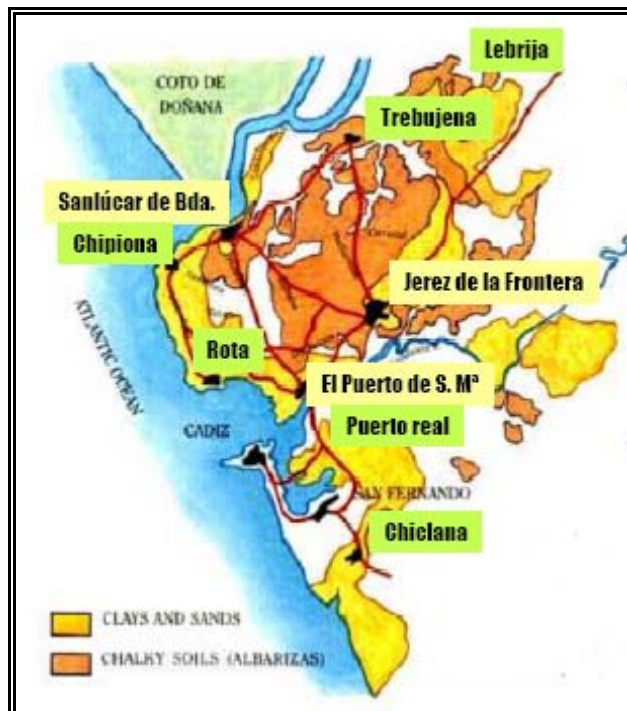 Lebrija
COTO DE
DOÑANA
Trebujena
Sanlúcar de Bda.
Chipiona
Jerez de la Frontera
ATLANTIC OCEAN
Rota
El Puerto de S. Mª
CADIZ
Puerto real
SAN FERNANDO
Chiclana
CLAYS AND SANDS
CHALKY SOILS (ALBARIZAS)